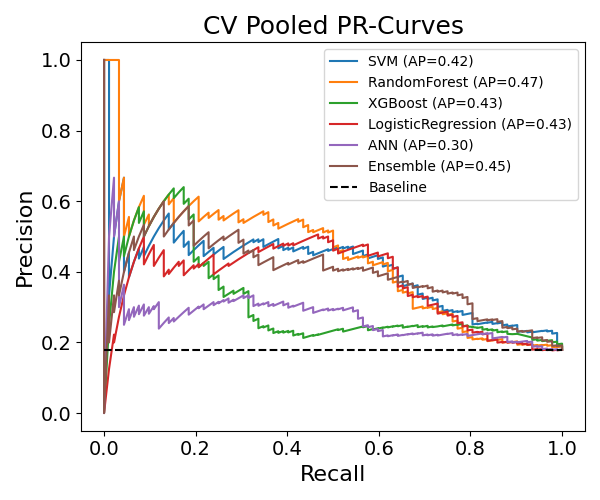 CV Pooled PR-Curves
SVM (AP=0.42)
RandomForest (AP=0.47)
XGBoost (AP=0.43)
LogisticRegression (AP=0.43)
ANN (AP=0.30)
Ensemble (AP=0.45)
Baseline
Precision
1.0
0.8
0.6
0.4
0.2
0.0
0.0 0.2 0.4 0.6 0.8 1.0
Recall